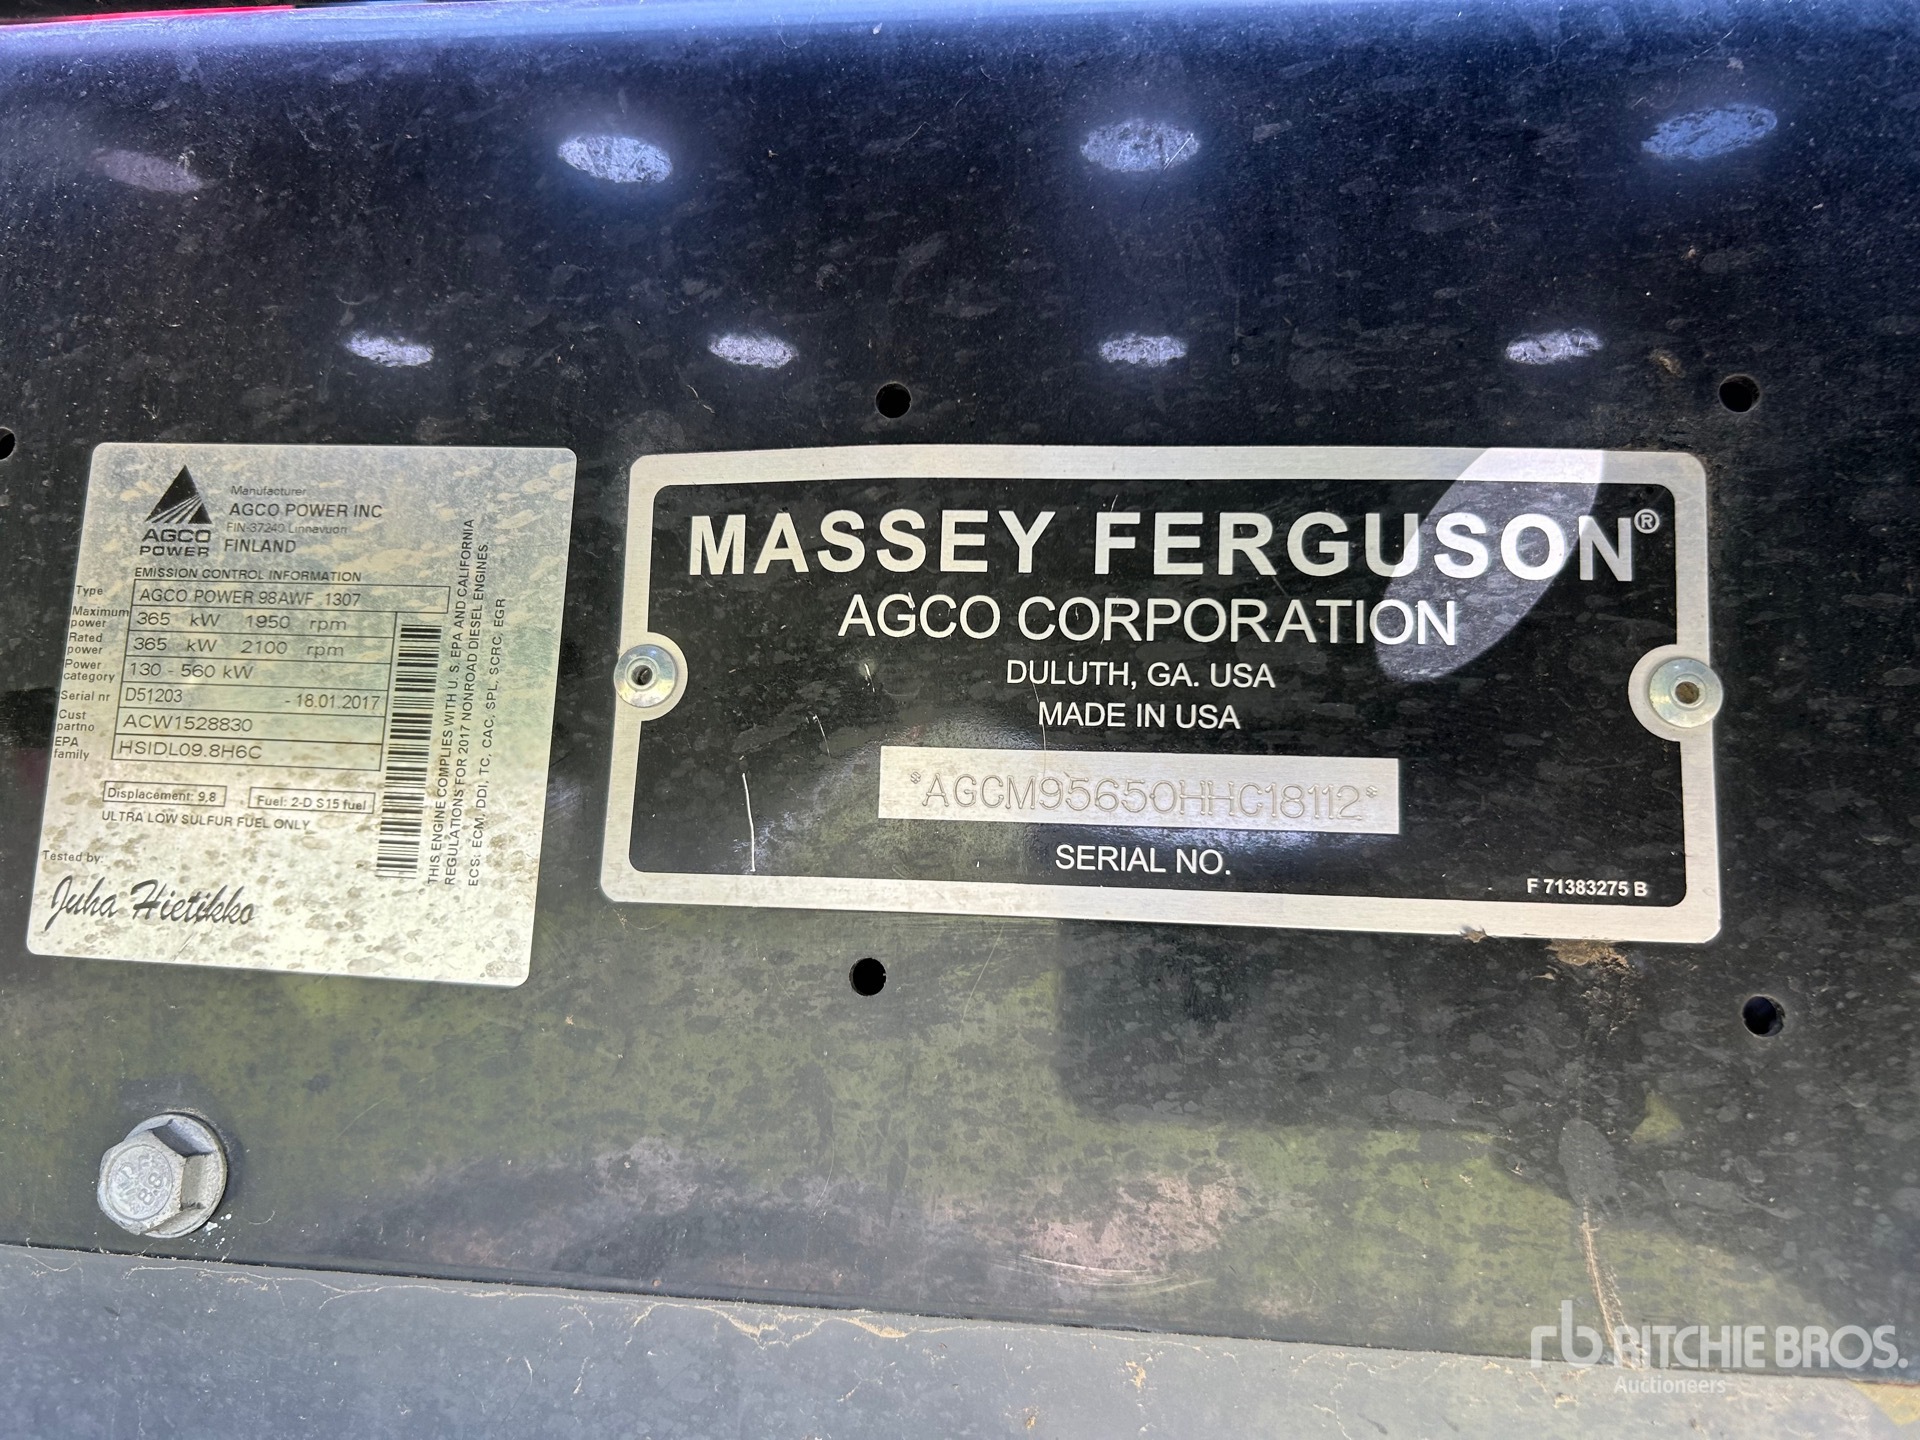 AGCO
POWER
Manufacturer
AGCO POWER INC
FIN-37240 Linnavuori
FINLAND
EMISSION CONTROL INFORMATION
Type AGCO POWER 98AWF .1307
Maximum power 365 kW 1950 rpm
Rated power 365 kW 2100 rpm
Power category 130 - 560 kW
Serial nr D51203 - 18.01.2017
Cust partno ACW1528830
EPA family HSIDL09.8H6C
Displacement: 9,8 Fuel: 2-D S15 fuel
ULTRA LOW SULFUR FUEL ONLY
Tested by:
Juha Hietikko
THIS ENGINE COMPLIES WITH U. S. EPA AND CALIFORNIA
REGULATIONS FOR 2017 NONROAD DIESEL ENGINES.
ECS: ECM, DDI, TC, CAC, SPL, SCRC, EGR
MASSEY FERGUSON®
AGCO CORPORATION
DULUTH, GA. USA
MADE IN USA
*AGCM95650HHC18112*
SERIAL NO.
F 71383275 B
8.8
rb RITCHIE BROS.
Auctioneers